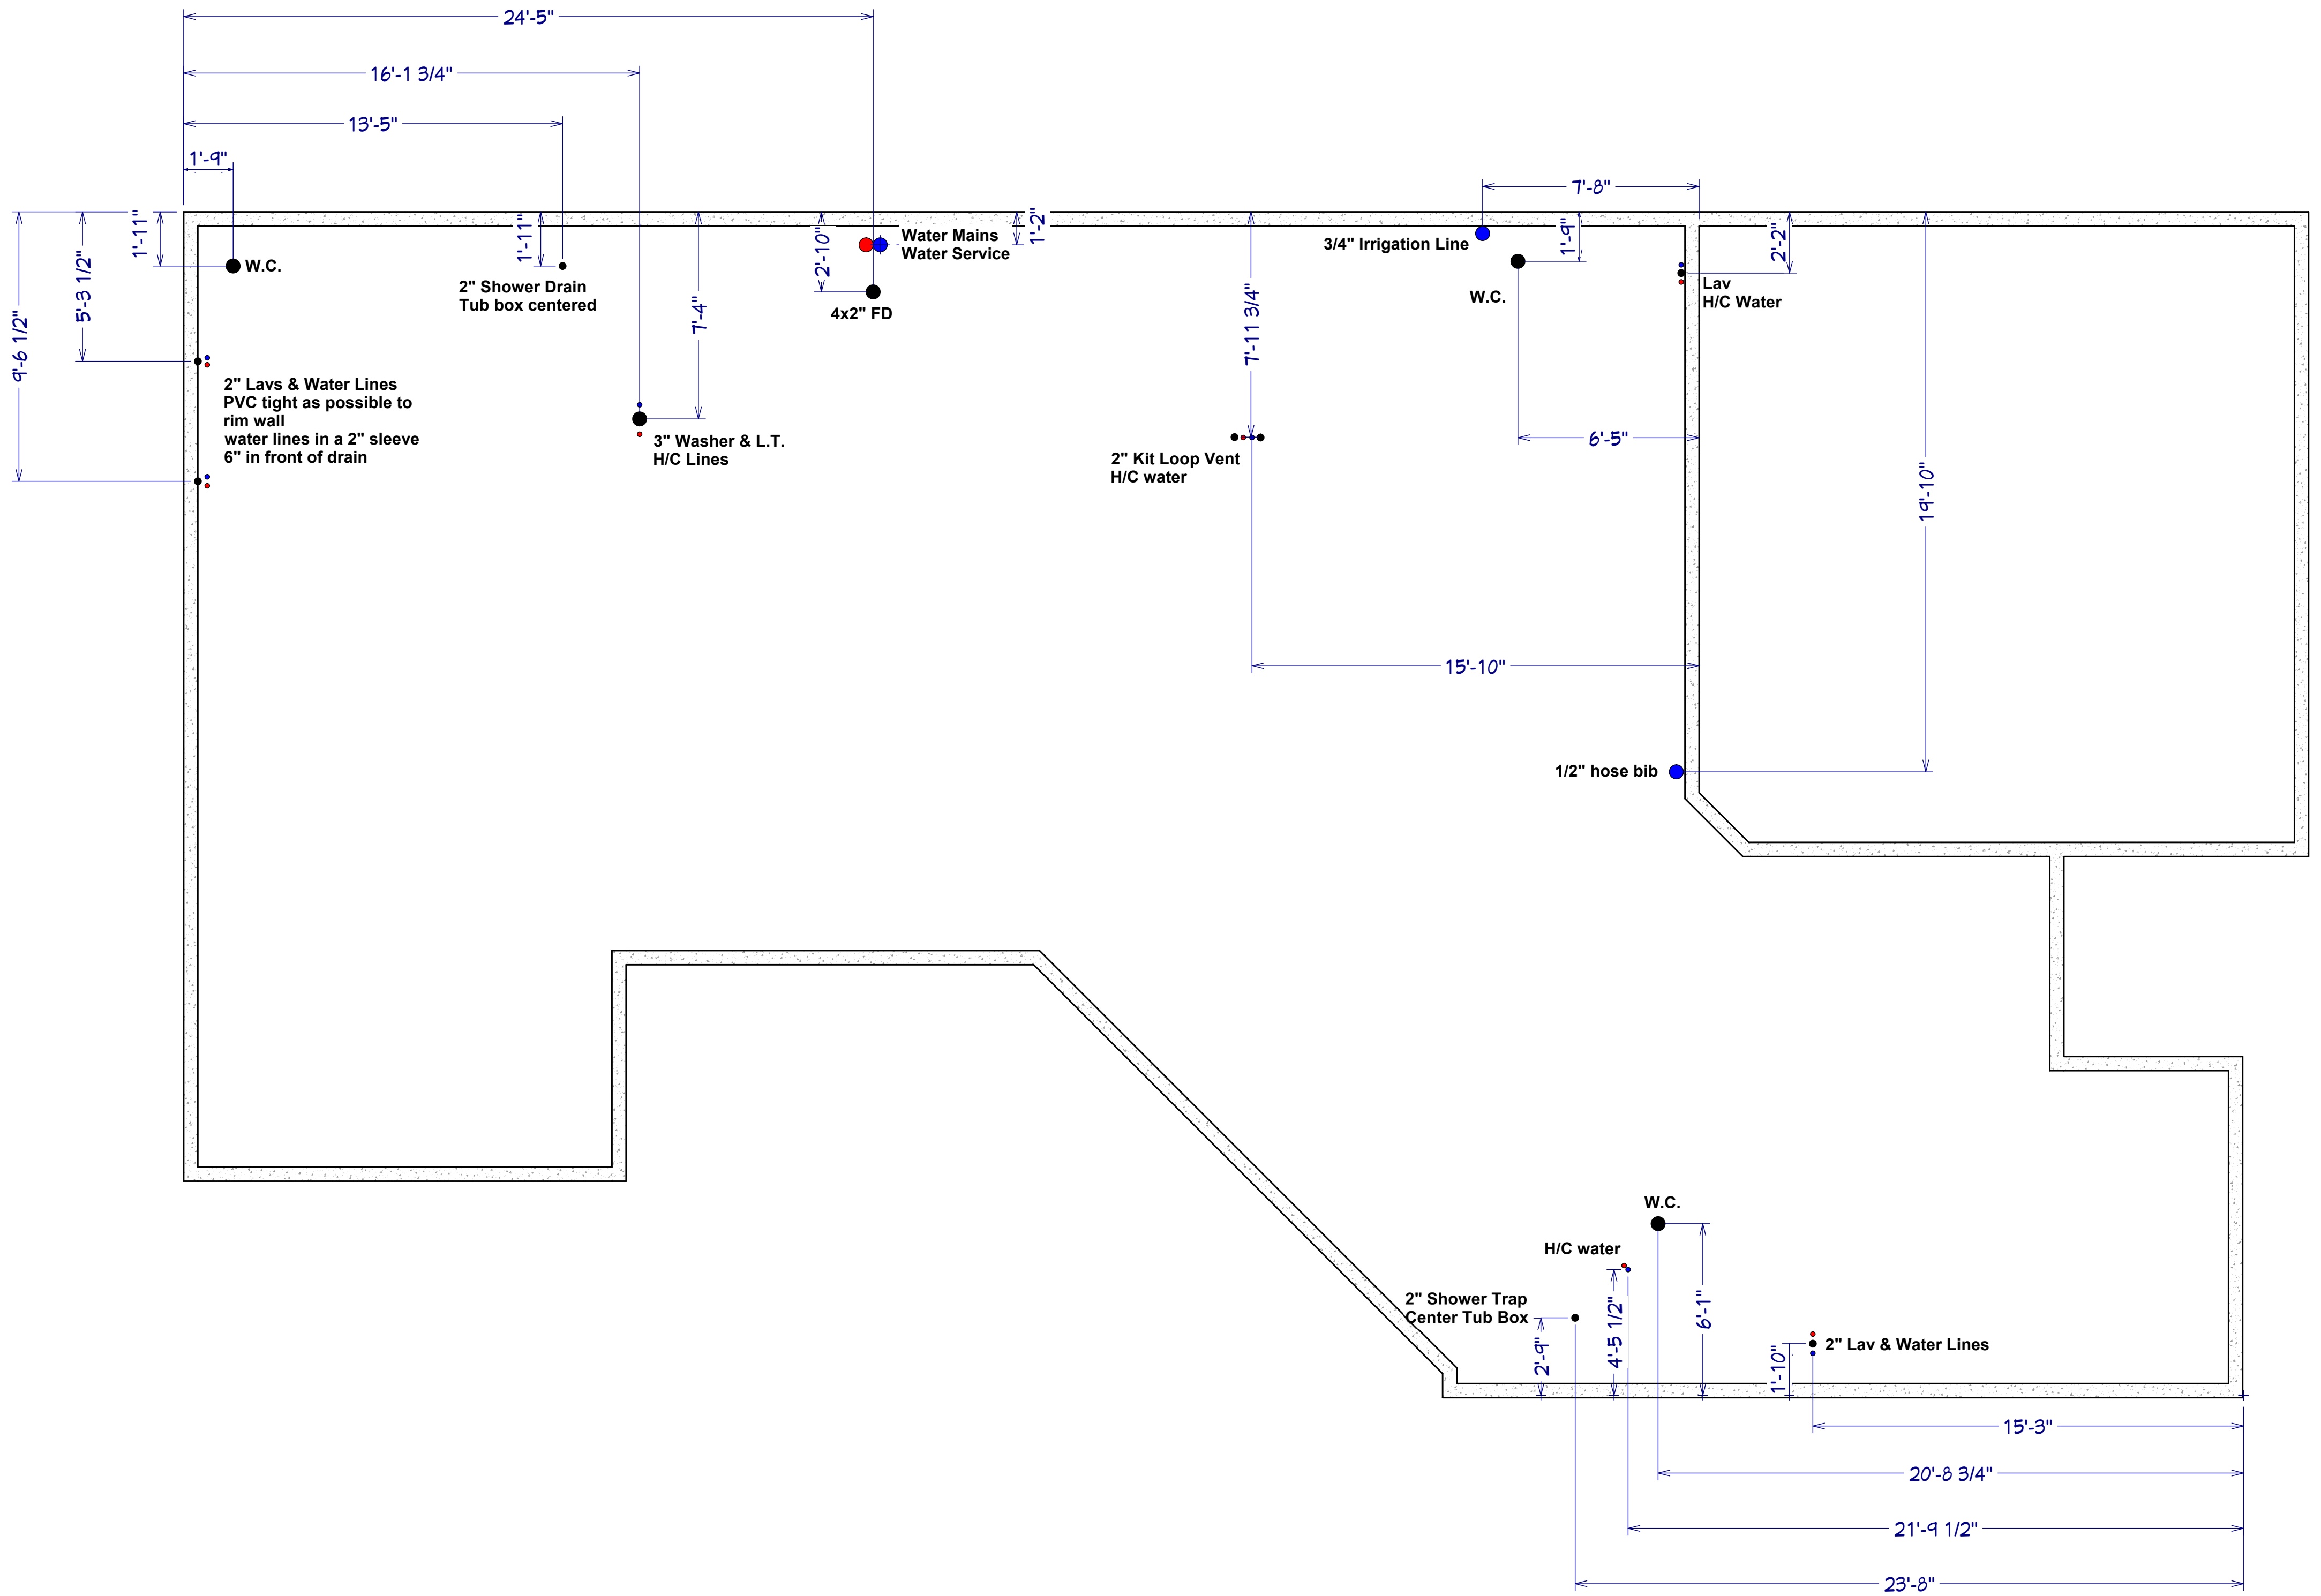 24'-5"
16'-1 3/4"
13'-5"
1'-9"
7'-8"
1'-11"
5'-3 1/2"
9'-6 1/2"
W.C.
1'-11"
2" Shower Drain
Tub box centered
7'-4"
2'-10"
Water Mains
Water Service
1'-2"
4x2" FD
3/4" Irrigation Line
1'-9"
W.C.
2'-2"
Lav
H/C Water
2" Lavs & Water Lines
PVC tight as possible to
rim wall
water lines in a 2" sleeve
6" in front of drain
3" Washer & L.T.
H/C Lines
7'-11 3/4"
2" Kit Loop Vent
H/C water
6'-5"
19'-10"
15'-10"
1/2" hose bib
W.C.
H/C water
2" Shower Trap
Center Tub Box
2'-9"
4'-5 1/2"
6'-1"
1'-10"
2" Lav & Water Lines
15'-3"
20'-8 3/4"
21'-9 1/2"
23'-8"